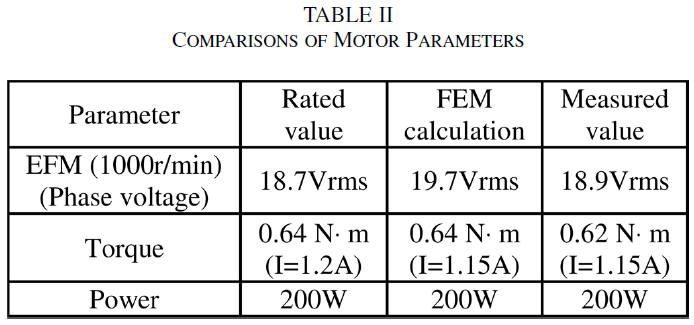 TABLE II
COMPARISONS OF MOTOR PARAMETERS
Parameter Rated value FEM calculation Measured value
EFM (1000r/min) (Phase voltage) 18.7Vrms 19.7Vrms 18.9Vrms
Torque 0.64 N· m (I=1.2A) 0.64 N· m (I=1.15A) 0.62 N· m (I=1.15A)
Power 200W 200W 200W